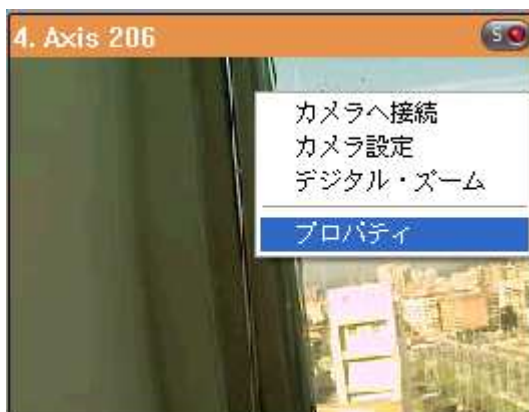 4. Axis 206
S
カメラへ接続
カメラ設定
デジタル・ズーム
プロパティ